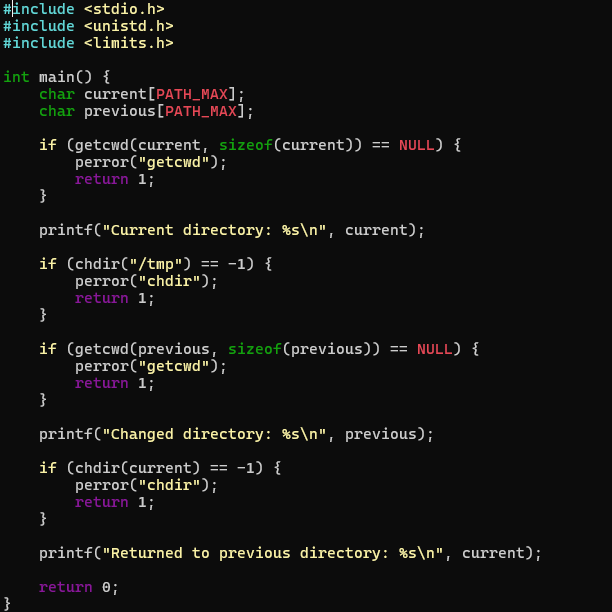 #include <stdio.h>
#include <unistd.h>
#include <limits.h>

int main() {
    char current[PATH_MAX];
    char previous[PATH_MAX];

    if (getcwd(current, sizeof(current)) == NULL) {
        perror("getcwd");
        return 1;
    }

    printf("Current directory: %s\n", current);

    if (chdir("/tmp") == -1) {
        perror("chdir");
        return 1;
    }

    if (getcwd(previous, sizeof(previous)) == NULL) {
        perror("getcwd");
        return 1;
    }

    printf("Changed directory: %s\n", previous);

    if (chdir(current) == -1) {
        perror("chdir");
        return 1;
    }

    printf("Returned to previous directory: %s\n", current);

    return 0;
}